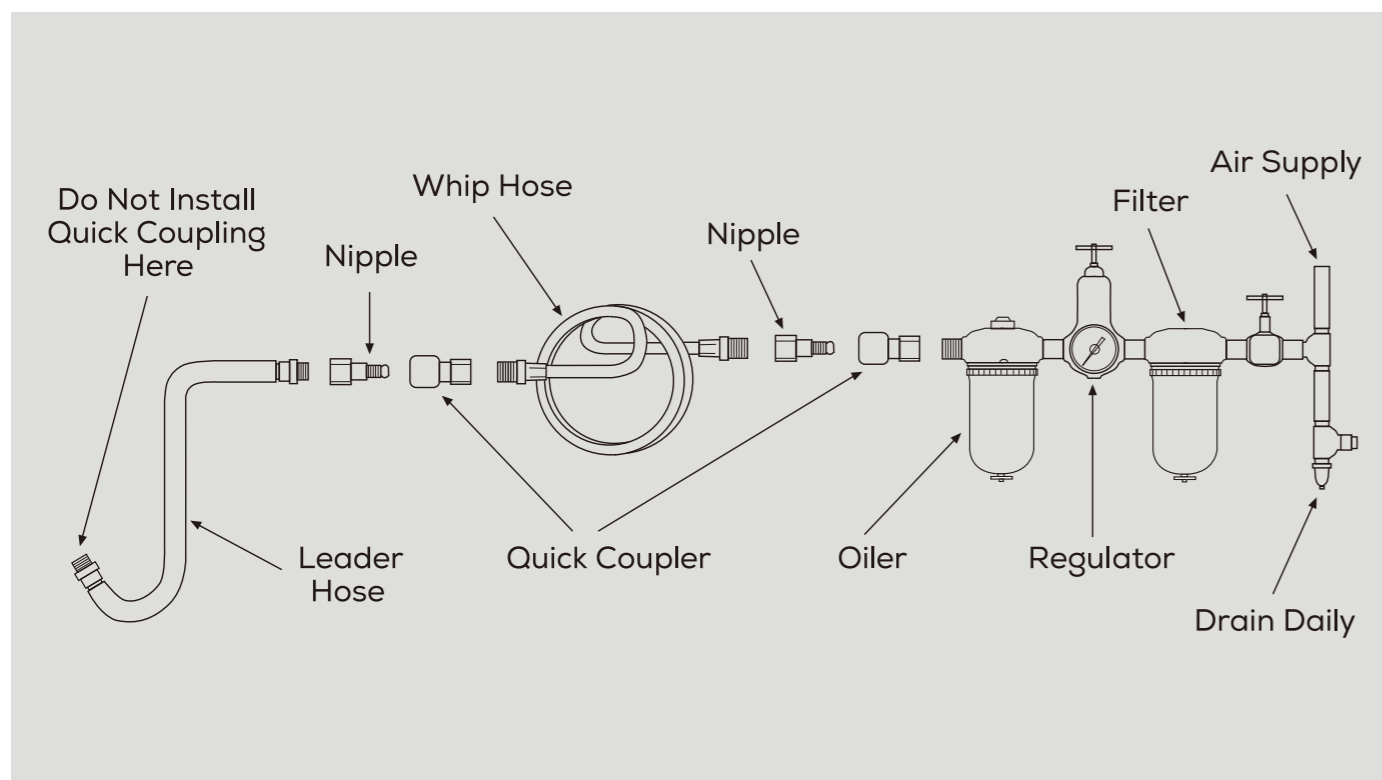 Air Supply
Do Not Install
Quick Coupling
Here
Whip Hose
Filter
Nipple
Nipple
Leader
Hose
Quick Coupler
Oiler
Regulator
Drain Daily